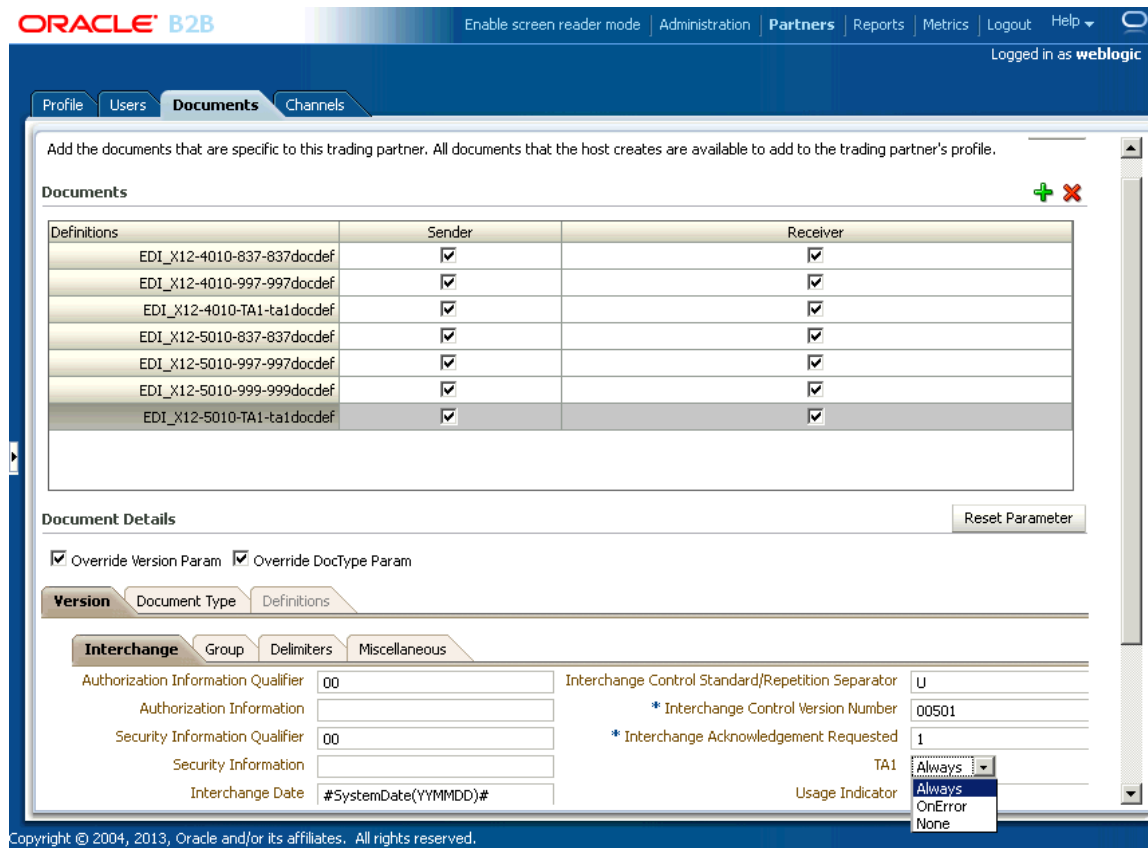 ORACLE B2B
Enable screen reader mode Administration Partners Reports Metrics Logout Help
Logged in as weblogic
Profile Users Documents Channels
Add the documents that are specific to this trading partner. All documents that the host creates are available to add to the trading partner's profile.
Documents
Definitions Sender Receiver
EDI_X12-4010-837-837docdef
EDI_X12-4010-997-997docdef
EDI_X12-4010-TA1-ta1docdef
EDI_X12-5010-837-837docdef
EDI_X12-5010-997-997docdef
EDI_X12-5010-999-999docdef
EDI_X12-5010-TA1-ta1docdef
Document Details Reset Parameter
Override Version Param Override DocType Param
Version Document Type Definitions
Interchange Group Delimiters Miscellaneous
Authorization Information Qualifier 00 Interchange Control Standard/Repetition Separator U
Authorization Information * Interchange Control Version Number 00501
Security Information Qualifier 00 * Interchange Acknowledgement Requested 1
Security Information TA1 Always
Interchange Date #SystemDate(YYMMDD)# Usage Indicator Always
OnError
None
Copyright © 2004, 2013, Oracle and/or its affiliates. All rights reserved.